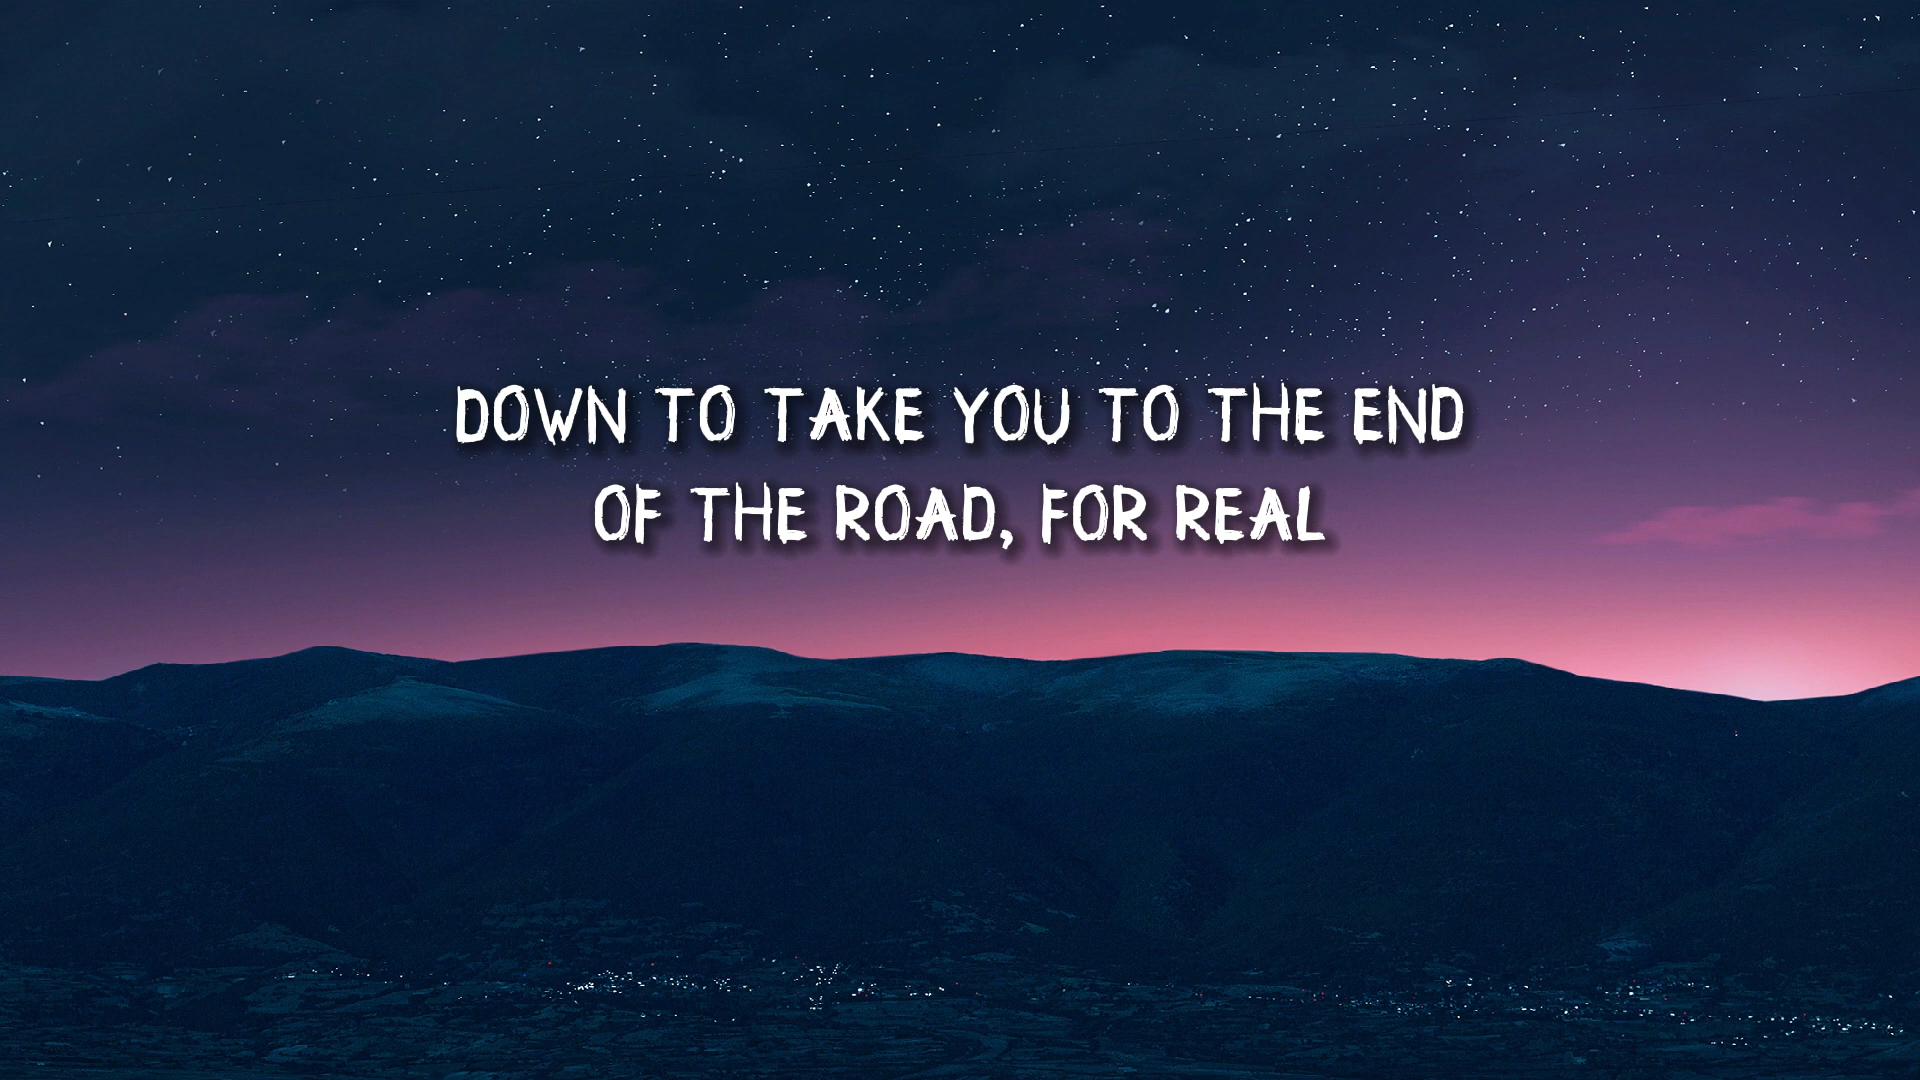 DOWN TO TAKE YOU TO THE END
OF THE ROAD, FOR REAL